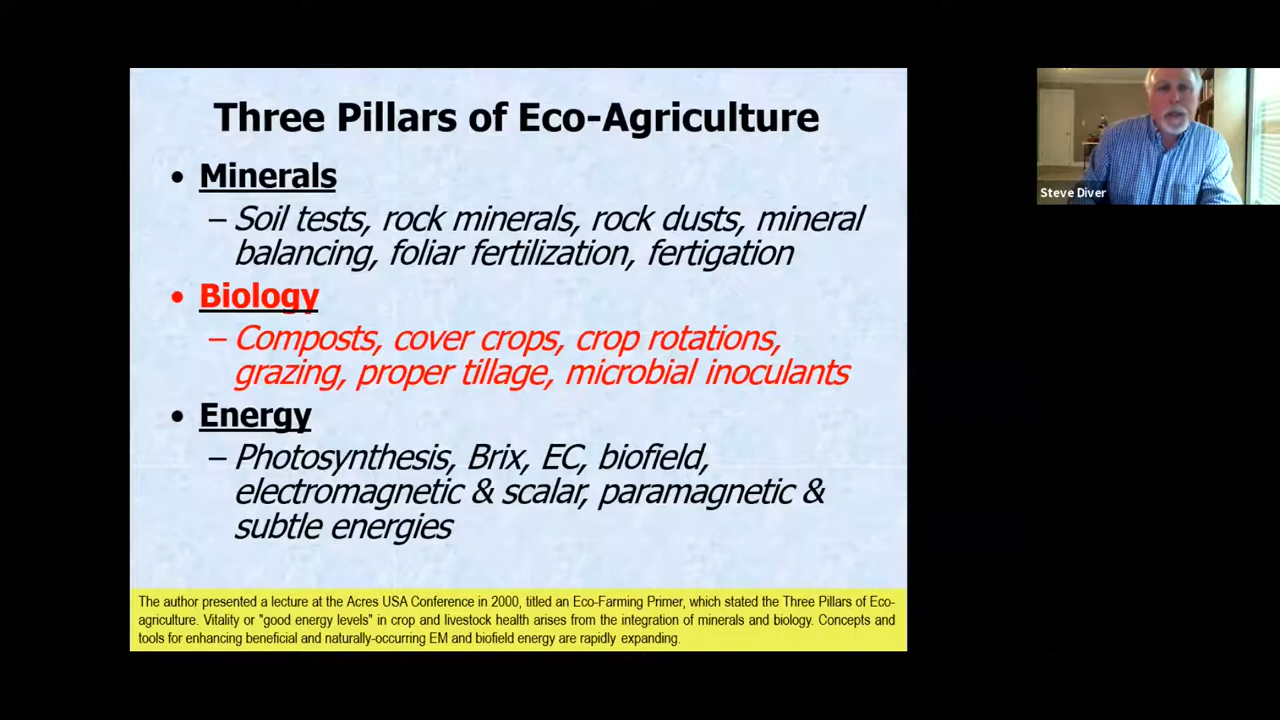 Three Pillars of Eco-Agriculture
• Minerals
– Soil tests, rock minerals, rock dusts, mineral
balancing, foliar fertilization, fertigation
• Biology
– Composts, cover crops, crop rotations,
grazing, proper tillage, microbial inoculants
• Energy
– Photosynthesis, Brix, EC, biofield,
electromagnetic & scalar, paramagnetic &
subtle energies
The author presented a lecture at the Acres USA Conference in 2000, titled an Eco-Farming Primer, which stated the Three Pillars of Eco-
agriculture. Vitality or "good energy levels" in crop and livestock health arises from the integration of minerals and biology. Concepts and
tools for enhancing beneficial and naturally-occurring EM and biofield energy are rapidly expanding.
Steve Diver